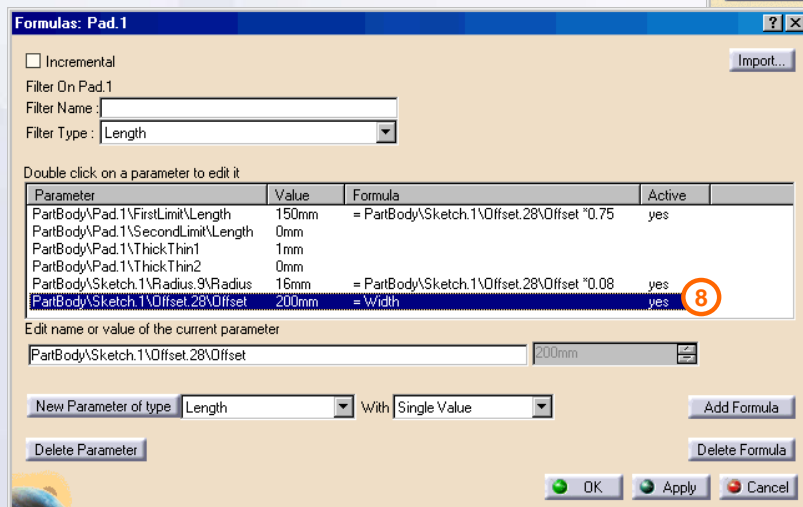 Formulas: Pad.1
Incremental
Import...
Filter On Pad.1
Filter Name :
Filter Type : Length
Double click on a parameter to edit it
Parameter Value Formula Active
PartBody\Pad.1\FirstLimit\Length 150mm = PartBody\Sketch.1\Offset.28\Offset *0.75 yes
PartBody\Pad.1\SecondLimit\Length 0mm
PartBody\Pad.1\ThickThin1 1mm
PartBody\Pad.1\ThickThin2 0mm
PartBody\Sketch.1\Radius.9\Radius 16mm = PartBody\Sketch.1\Offset.28\Offset *0.08 yes
PartBody\Sketch.1\Offset.28\Offset 200mm = Width yes 8
Edit name or value of the current parameter
PartBody\Sketch.1\Offset.28\Offset 200mm
New Parameter of type Length With Single Value Add Formula
Delete Parameter Delete Formula
OK Apply Cancel